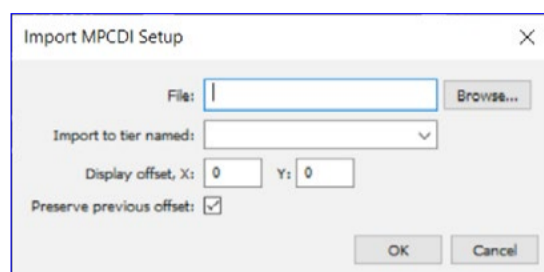 Import MPCDI Setup
File: Browse...
Import to tier named:
Display offset, X: 0 Y: 0
Preserve previous offset:
OK Cancel